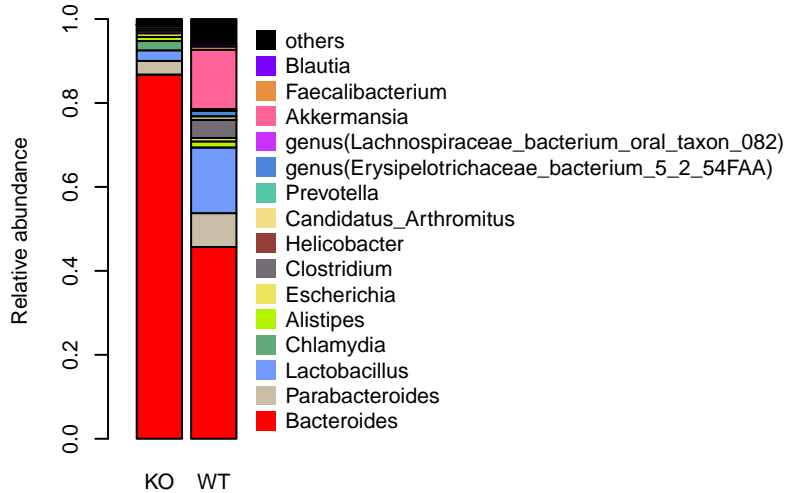 Relative abundance
1.0
0.8
0.6
0.4
0.2
0.0
KO
WT
others
Blautia
Faecalibacterium
Akkermansia
genus(Lachnospiraceae_bacterium_oral_taxon_082)
genus(Erysipelotrichaceae_bacterium_5_2_54FAA)
Prevotella
Candidatus_Arthromitus
Helicobacter
Clostridium
Escherichia
Alistipes
Chlamydia
Lactobacillus
Parabacteroides
Bacteroides